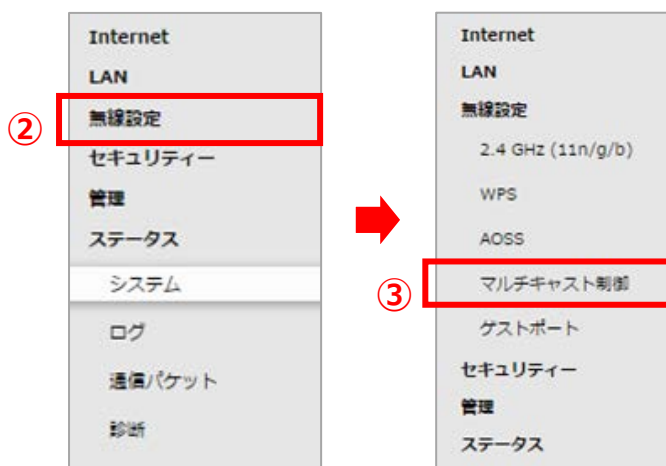 ②
Internet
LAN
無線設定
セキュリティー
管理
ステータス
システム
ログ
通信パケット
診断
③
Internet
LAN
無線設定
2.4 GHz (11n/g/b)
WPS
AOSS
マルチキャスト制御
ゲストポート
セキュリティー
管理
ステータス